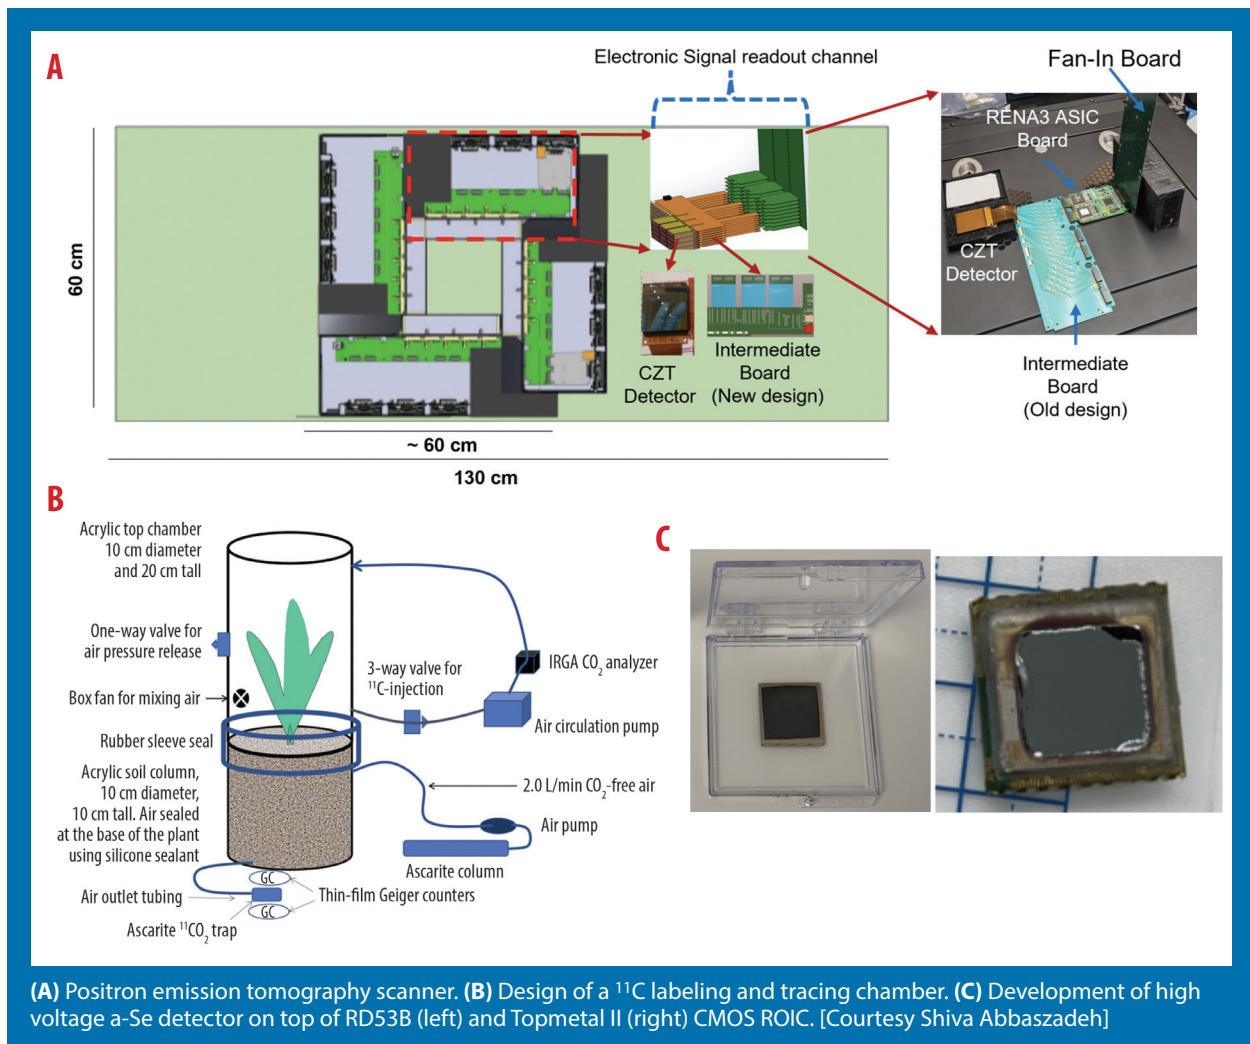 A
Electronic Signal readout channel
Fan-In Board
RENA3 ASIC
Board
CZT
Detector
60 cm
CZT
Detector
Intermediate
Board
(New design)
Intermediate
Board
(Old design)
~ 60 cm
130 cm
B
Acrylic top chamber
10 cm diameter
and 20 cm tall
One-way valve for
air pressure release
Box fan for mixing air
Rubber sleeve seal
Acrylic soil column,
10 cm diameter,
10 cm tall. Air sealed
at the base of the plant
using silicone sealant
Air outlet tubing
Ascarite ¹¹CO₂ trap
GC
GC
Thin-film Geiger counters
3-way valve for
¹¹C-injection
IRGA CO₂ analyzer
Air circulation pump
2.0 L/min CO₂-free air
Air pump
Ascarite column
C
(A) Positron emission tomography scanner. (B) Design of a ¹¹C labeling and tracing chamber. (C) Development of high
voltage a-Se detector on top of RD53B (left) and Topmetal II (right) CMOS ROIC. [Courtesy Shiva Abbaszadeh]